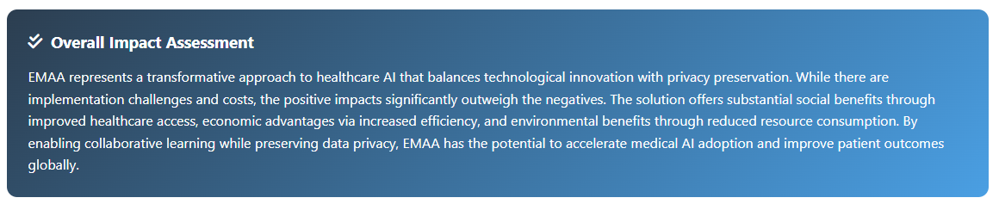 Overall Impact Assessment
EMAA represents a transformative approach to healthcare AI that balances technological innovation with privacy preservation. While there are
implementation challenges and costs, the positive impacts significantly outweigh the negatives. The solution offers substantial social benefits through
improved healthcare access, economic advantages via increased efficiency, and environmental benefits through reduced resource consumption. By
enabling collaborative learning while preserving data privacy, EMAA has the potential to accelerate medical AI adoption and improve patient outcomes
globally.